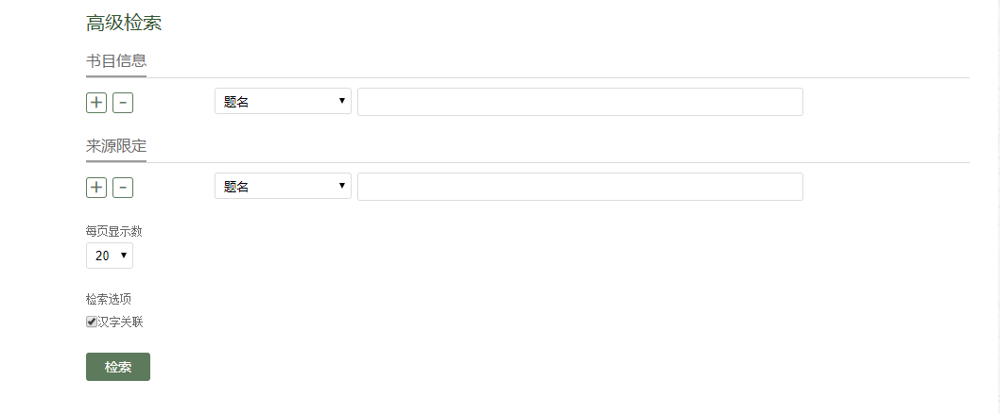 高级检索
书目信息
+ - 题名
来源限定
+ - 题名
每页显示数
20
检索选项
汉字关联
检索